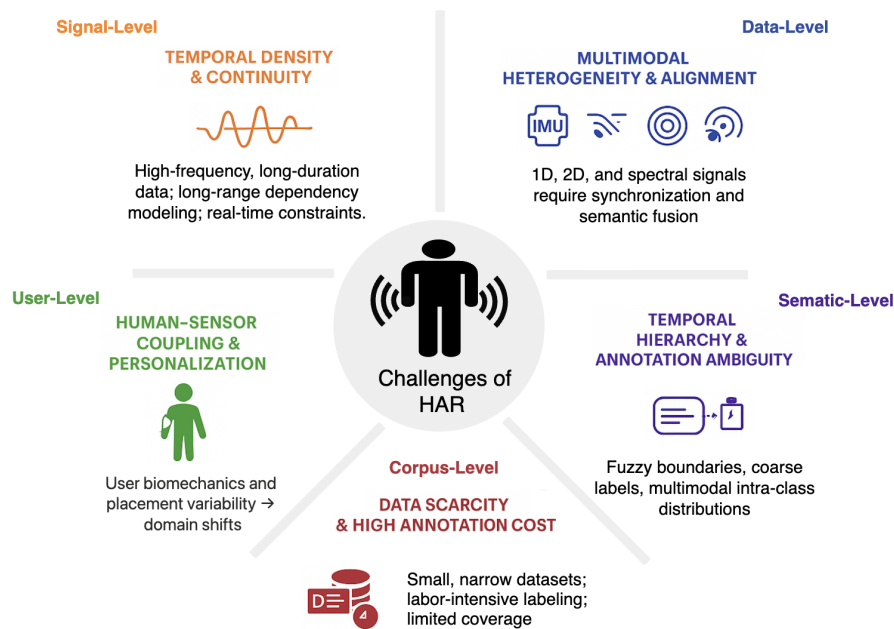 Signal-Level
TEMPORAL DENSITY
& CONTINUITY
High-frequency, long-duration
data; long-range dependency
modeling; real-time constraints.
Data-Level
MULTIMODAL
HETEROGENEITY & ALIGNMENT
IMU
1D, 2D, and spectral signals
require synchronization and
semantic fusion
User-Level
HUMAN–SENSOR
COUPLING &
PERSONALIZATION
User biomechanics and
placement variability →
domain shifts
Challenges of
HAR
Sematic-Level
TEMPORAL
HIERARCHY &
ANNOTATION AMBIGUITY
Fuzzy boundaries, coarse
labels, multimodal intra-class
distributions
Corpus-Level
DATA SCARCITY
& HIGH ANNOTATION COST
D
Small, narrow datasets;
labor-intensive labeling;
limited coverage